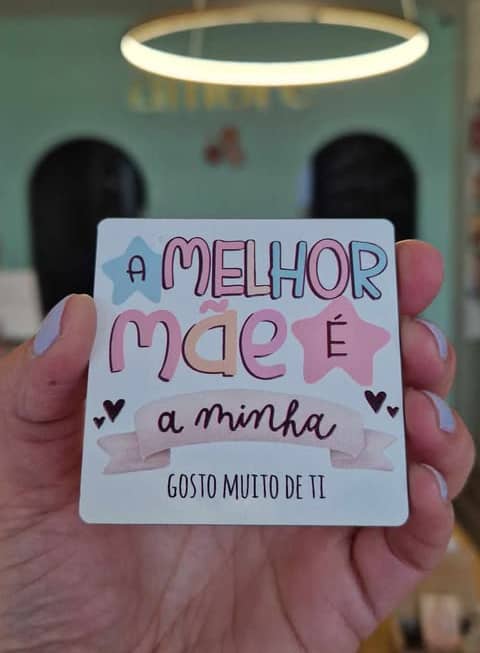 A MELHOR
mãe É
a minha
GOSTO MUITO DE TI